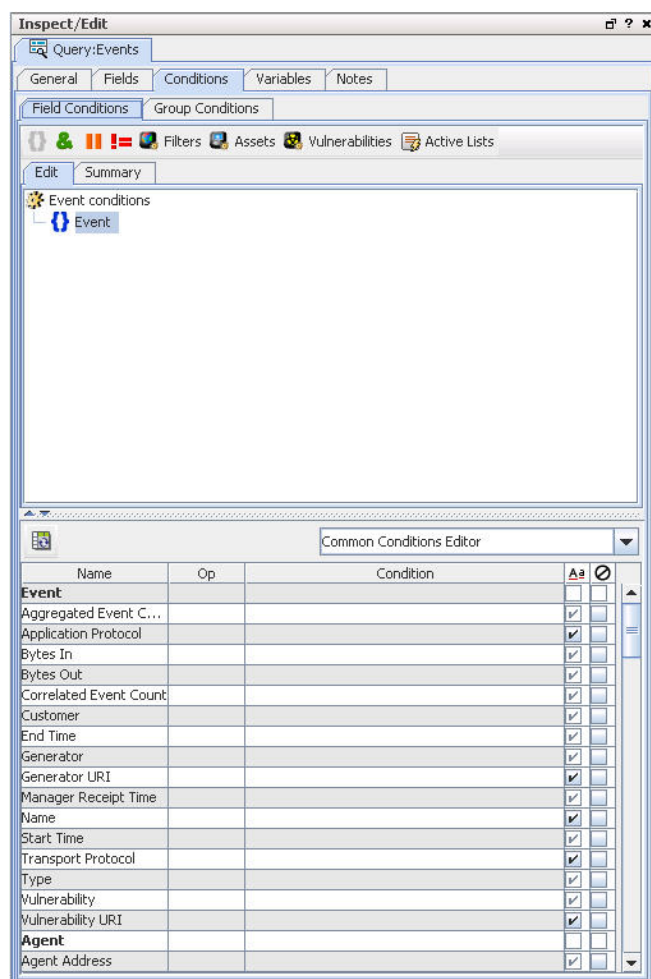 Inspect/Edit
Query:Events
General Fields Conditions Variables Notes
Field Conditions Group Conditions
{} & != Filters Assets Vulnerabilities Active Lists
Edit Summary
Event conditions
{} Event
Common Conditions Editor
Name Op Condition Aa
Event
Aggregated Event C...
Application Protocol
Bytes In
Bytes Out
Correlated Event Count
Customer
End Time
Generator
Generator URI
Manager Receipt Time
Name
Start Time
Transport Protocol
Type
Vulnerability
Vulnerability URI
Agent
Agent Address